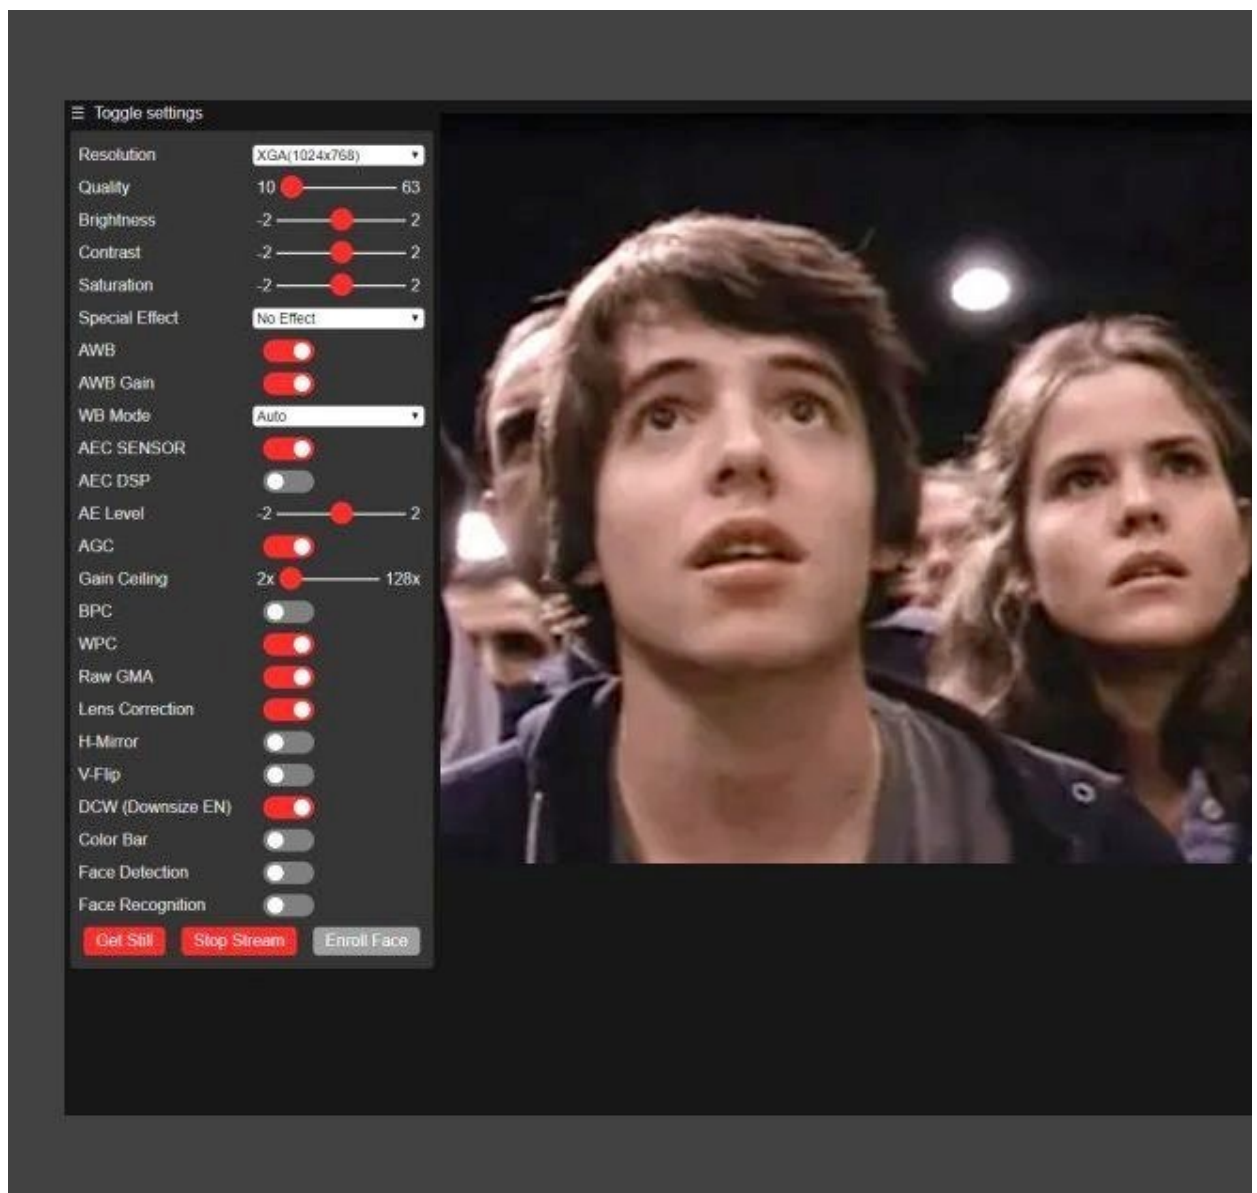 ☰ Toggle settings
Resolution XGA(1024x768)
Quality 10 63
Brightness -2 2
Contrast -2 2
Saturation -2 2
Special Effect No Effect
AWB
AWB Gain
WB Mode Auto
AEC SENSOR
AEC DSP
AE Level -2 2
AGC
Gain Ceiling 2x 128x
BPC
WPC
Raw GMA
Lens Correction
H-Mirror
V-Flip
DCW (Downsize EN)
Color Bar
Face Detection
Face Recognition
Get Still Stop Stream Enroll Face